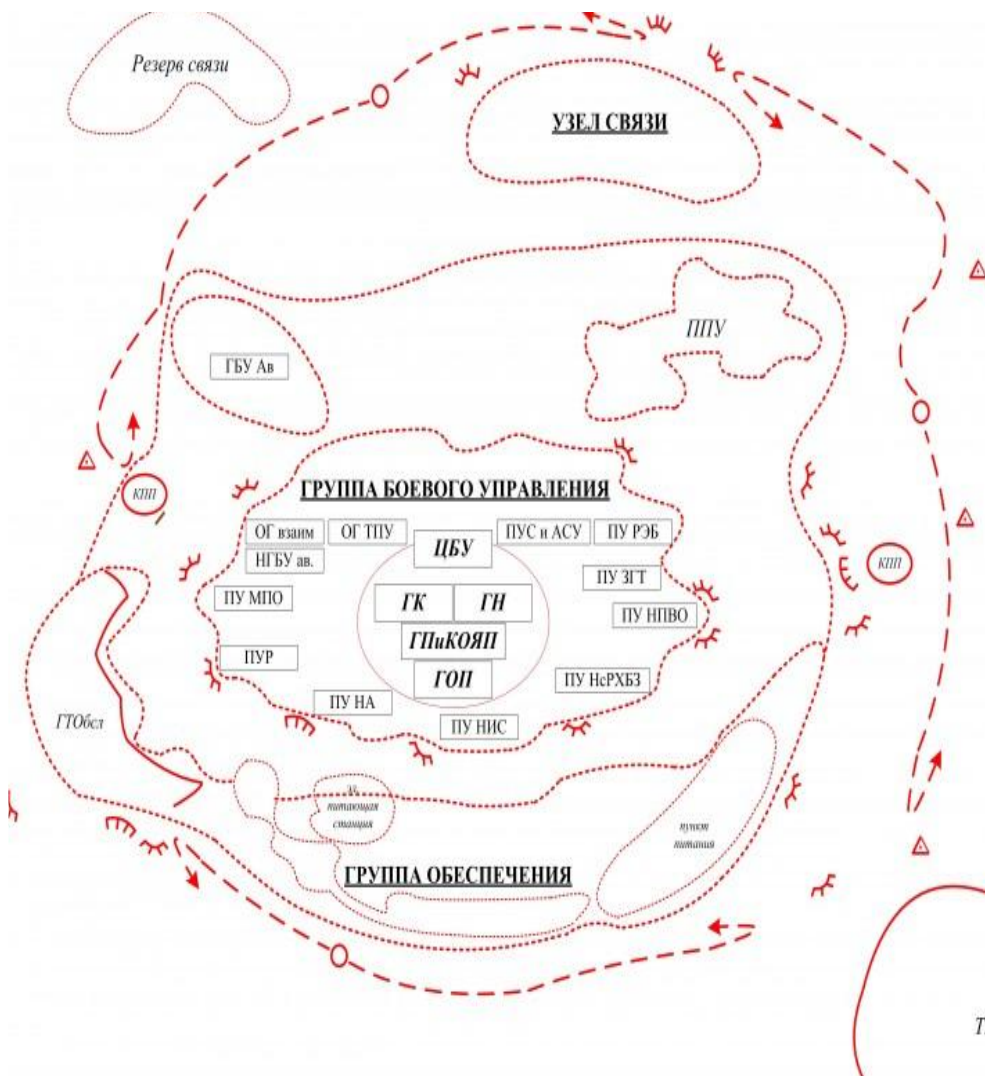 Резерв связи
УЗЕЛ СВЯЗИ
ППУ
ГБУ Ав
КПП
ГРУППА БОЕВОГО УПРАВЛЕНИЯ
ОГ взаим
ОГ ТПУ
ЦБУ
ПУС и АСУ
ПУ РЭБ
НГБУ ав.
КПП
ПУ ЗГТ
ПУ МПО
ГК
ГН
ПУ НПВО
ГПиКОЯП
ПУР
ГОП
ПУ НсРХБЗ
ПУ НА
ГТОбсл
ПУ НИС
питающая
станция
пункт
питания
ГРУППА ОБЕСПЕЧЕНИЯ